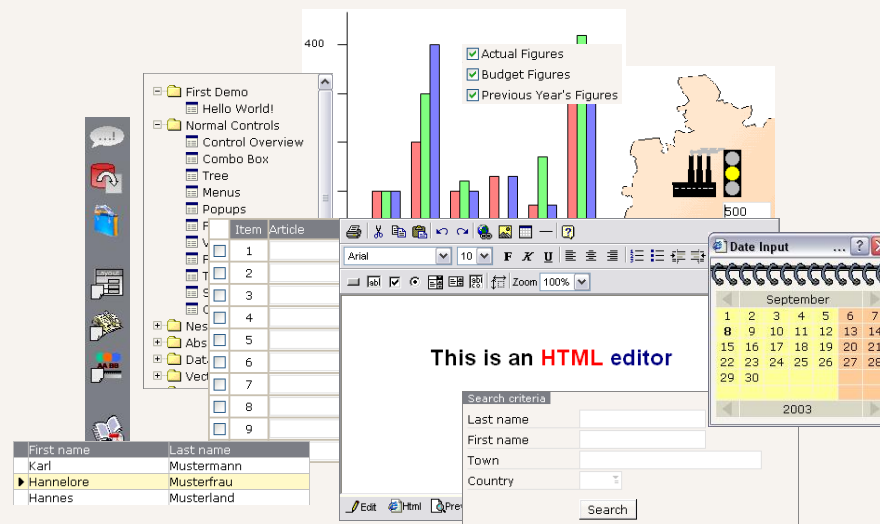 400
Actual Figures
Budget Figures
Previous Year's Figures
First Demo
Hello World!
Normal Controls
Control Overview
Combo Box
Tree
Menus
Popups
500
Item Article
1
2
3
4
5
6
7
8
9
Arial 10 F K U
Zoom 100%
This is an HTML editor
Edit Html
Date Input ... ?
September
1 2 3 4 5 6 7
8 9 10 11 12 13 14
15 16 17 18 19 20 21
22 23 24 25 26 27 28
29 30
2003
Search criteria
Last name
First name
Town
Country
Search
First name Last name
Karl Mustermann
Hannelore Musterfrau
Hannes Musterland